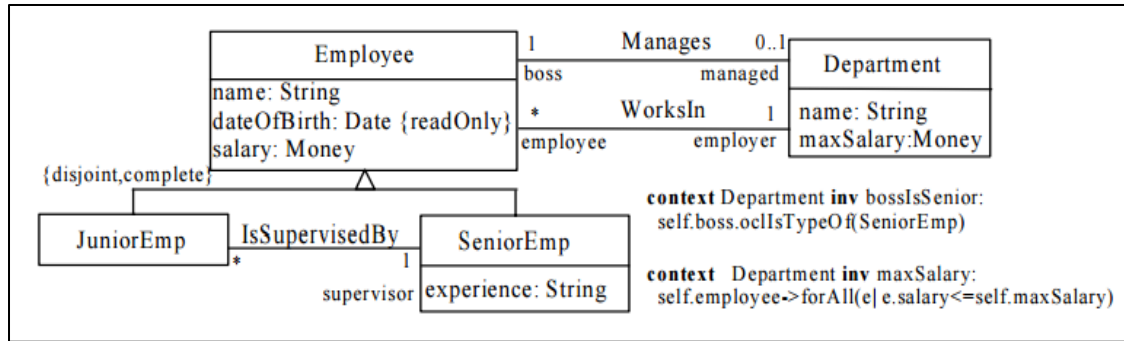 Employee
name: String
dateOfBirth: Date {readOnly}
salary: Money
1 Manages 0..1
boss managed
* WorksIn 1
employee employer
Department
name: String
maxSalary:Money
{disjoint,complete}
JuniorEmp
IsSupervisedBy
* 1
supervisor
SeniorEmp
experience: String
context Department inv bossIsSenior:
self.boss.oclIsTypeOf(SeniorEmp)
context Department inv maxSalary:
self.employee->forAll(e| e.salary<=self.maxSalary)